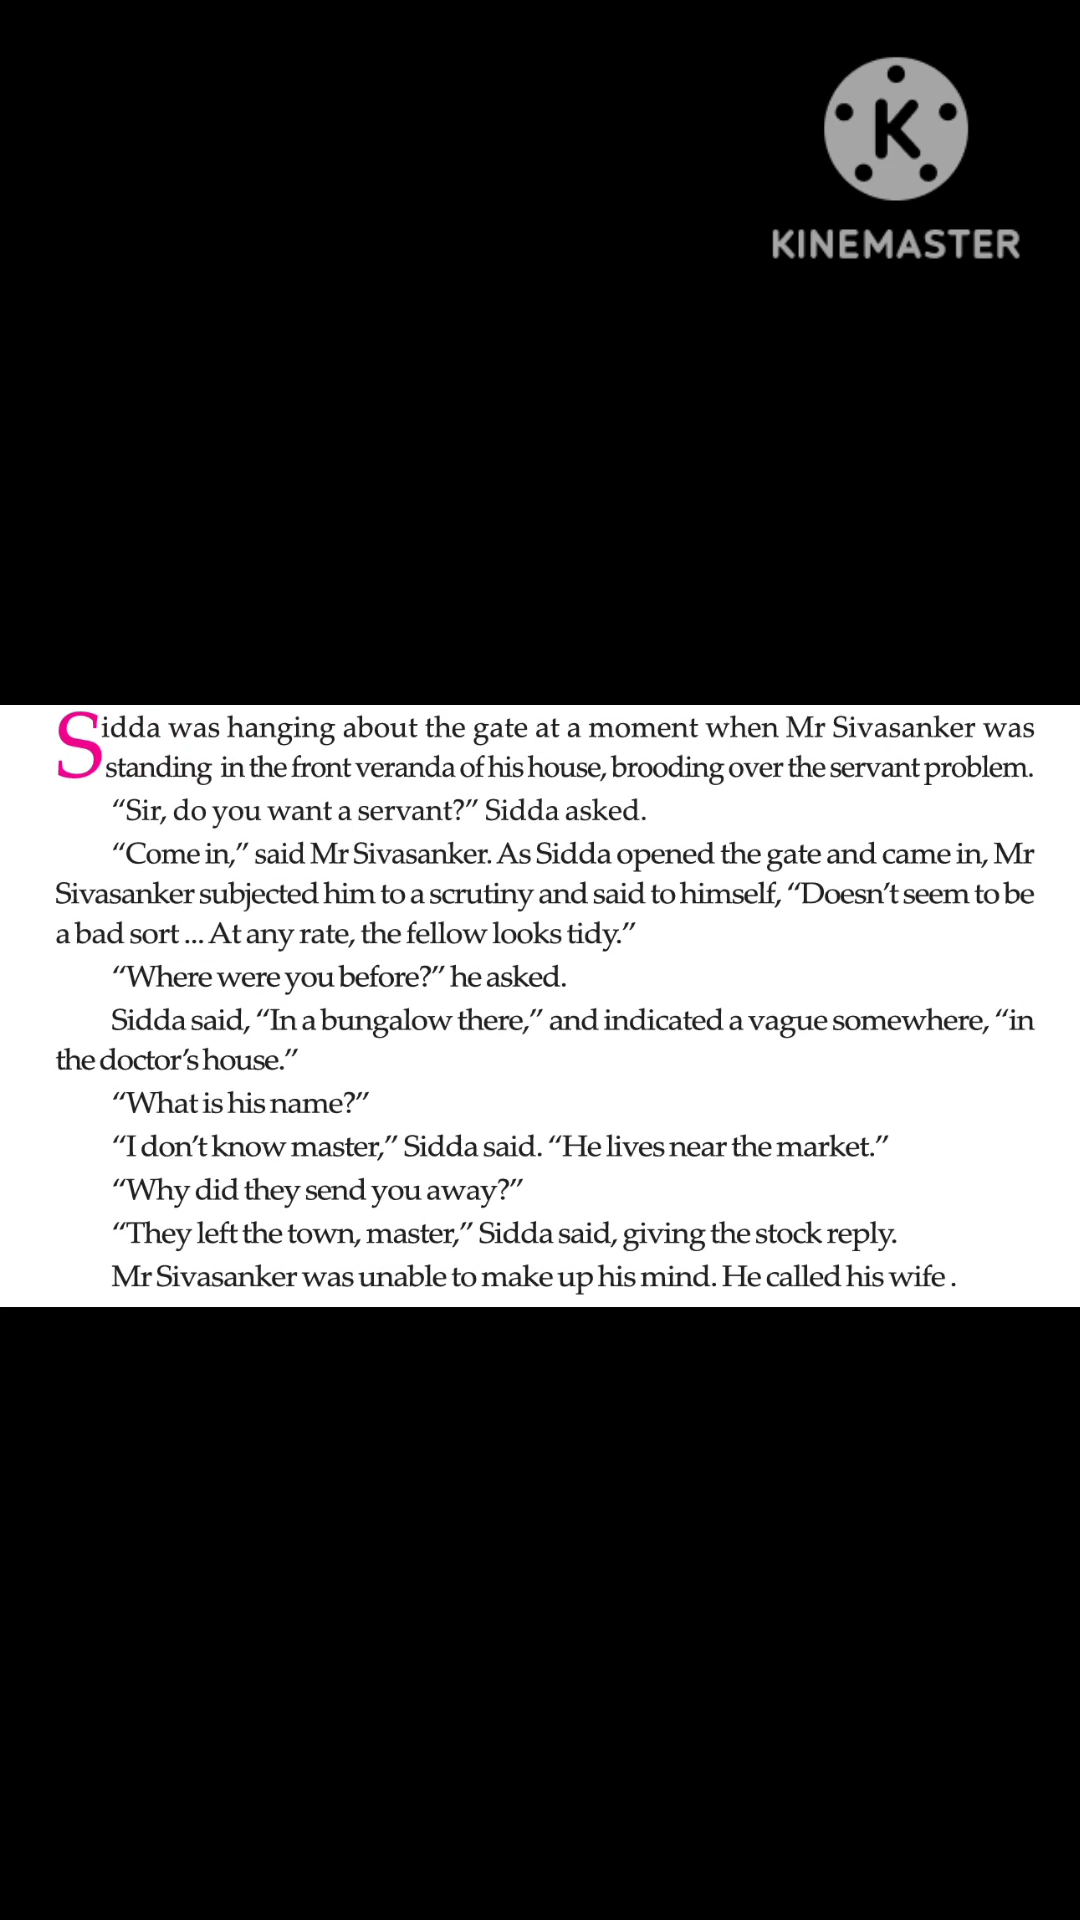 K
KINEMASTER
Sidda was hanging about the gate at a moment when Mr Sivasanker was
standing in the front veranda of his house, brooding over the servant problem.
“Sir, do you want a servant?” Sidda asked.
“Come in,” said Mr Sivasanker. As Sidda opened the gate and came in, Mr
Sivasanker subjected him to a scrutiny and said to himself, “Doesn’t seem to be
a bad sort ... At any rate, the fellow looks tidy.”
“Where were you before?” he asked.
Sidda said, “In a bungalow there,” and indicated a vague somewhere, “in
the doctor’s house.”
“What is his name?”
“I don’t know master,” Sidda said. “He lives near the market.”
“Why did they send you away?”
“They left the town, master,” Sidda said, giving the stock reply.
Mr Sivasanker was unable to make up his mind. He called his wife .